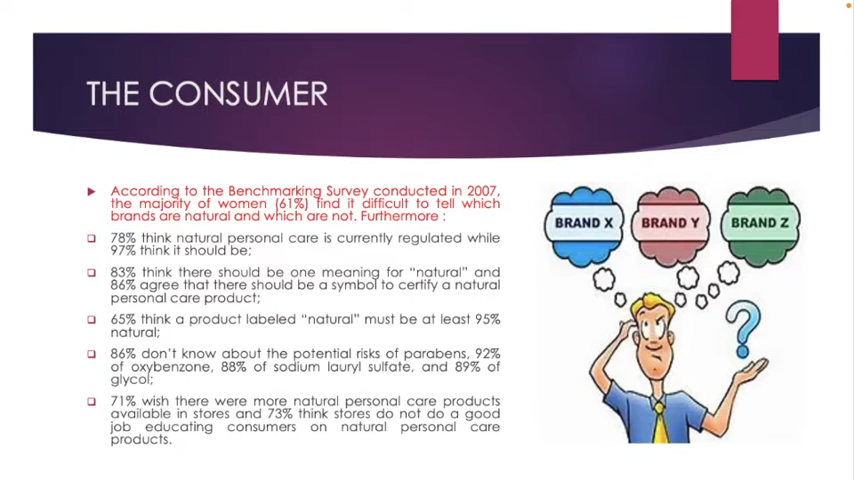 THE CONSUMER
According to the Benchmarking Survey conducted in 2007,
the majority of women (61%) find it difficult to tell which
brands are natural and which are not. Furthermore :
78% think natural personal care is currently regulated while
97% think it should be;
83% think there should be one meaning for “natural” and
86% agree that there should be a symbol to certify a natural
personal care product;
65% think a product labeled “natural” must be at least 95%
natural;
86% don’t know about the potential risks of parabens, 92%
of oxybenzone, 88% of sodium lauryl sulfate, and 89% of
glycol;
71% wish there were more natural personal care products
available in stores and 73% think stores do not do a good
job educating consumers on natural personal care
products.
BRAND X
BRAND Y
BRAND Z
?